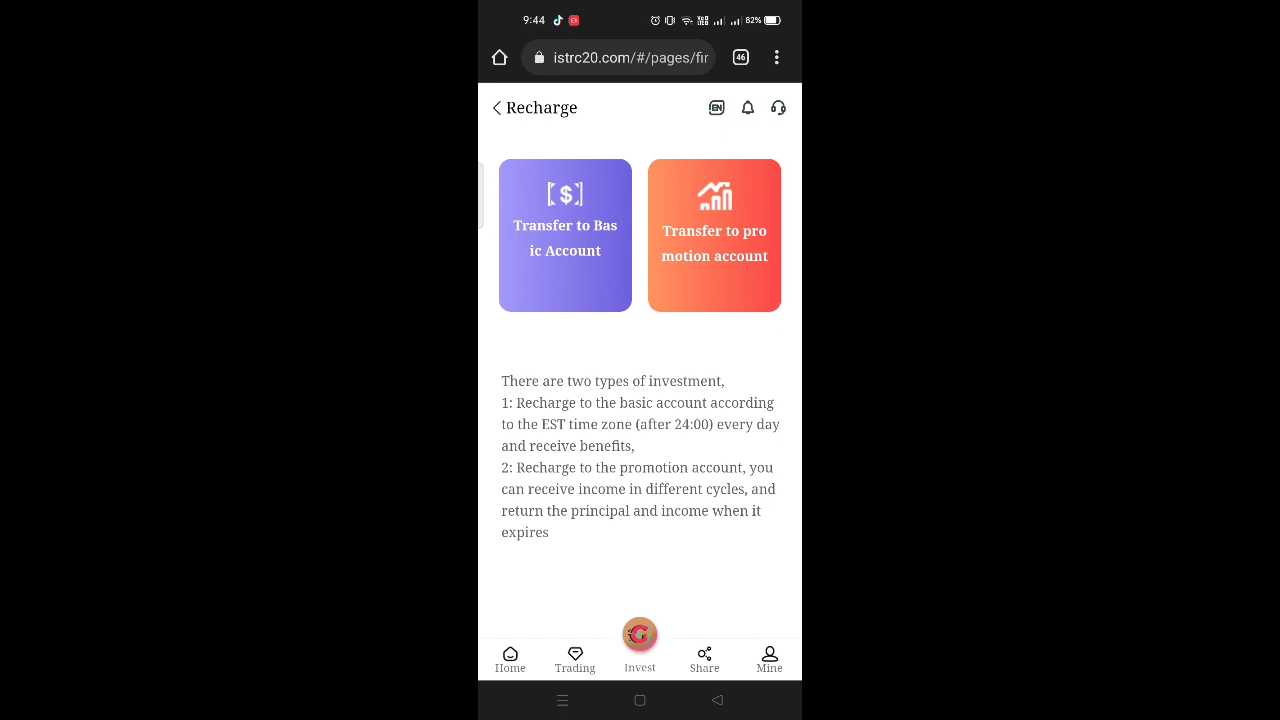 9:44
82%
istrc20.com/#/pages/fir
46
Recharge
EN
Transfer to Bas
ic Account
Transfer to pro
motion account
There are two types of investment,
1: Recharge to the basic account according
to the EST time zone (after 24:00) every day
and receive benefits,
2: Recharge to the promotion account, you
can receive income in different cycles, and
return the principal and income when it
expires
Home
Trading
Invest
Share
Mine